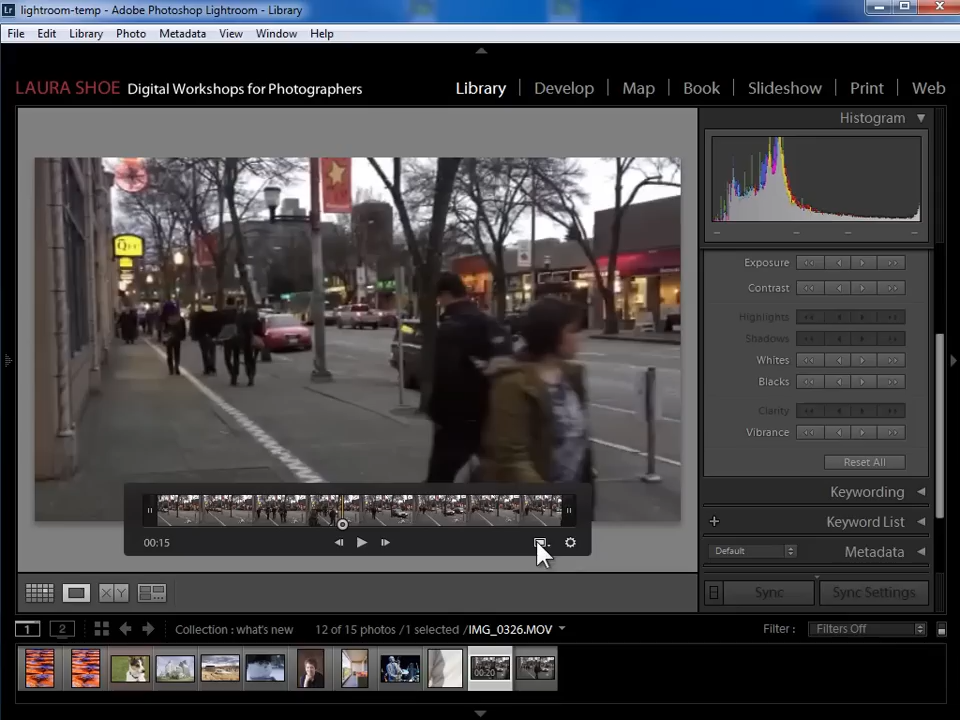 Lr lightroom-temp - Adobe Photoshop Lightroom - Library
File Edit Library Photo Metadata View Window Help
LAURA SHOE Digital Workshops for Photographers
Library | Develop | Map | Book | Slideshow | Print | Web
Histogram
QFC
Exposure
Contrast
Highlights
Shadows
Whites
Blacks
Clarity
Vibrance
Reset All
Keywording
+ Keyword List
Default Metadata
00:15
XY
Sync Sync Settings
1 2 Collection : what's new 12 of 15 photos /1 selected /IMG_0326.MOV Filter : Filters Off
00:20